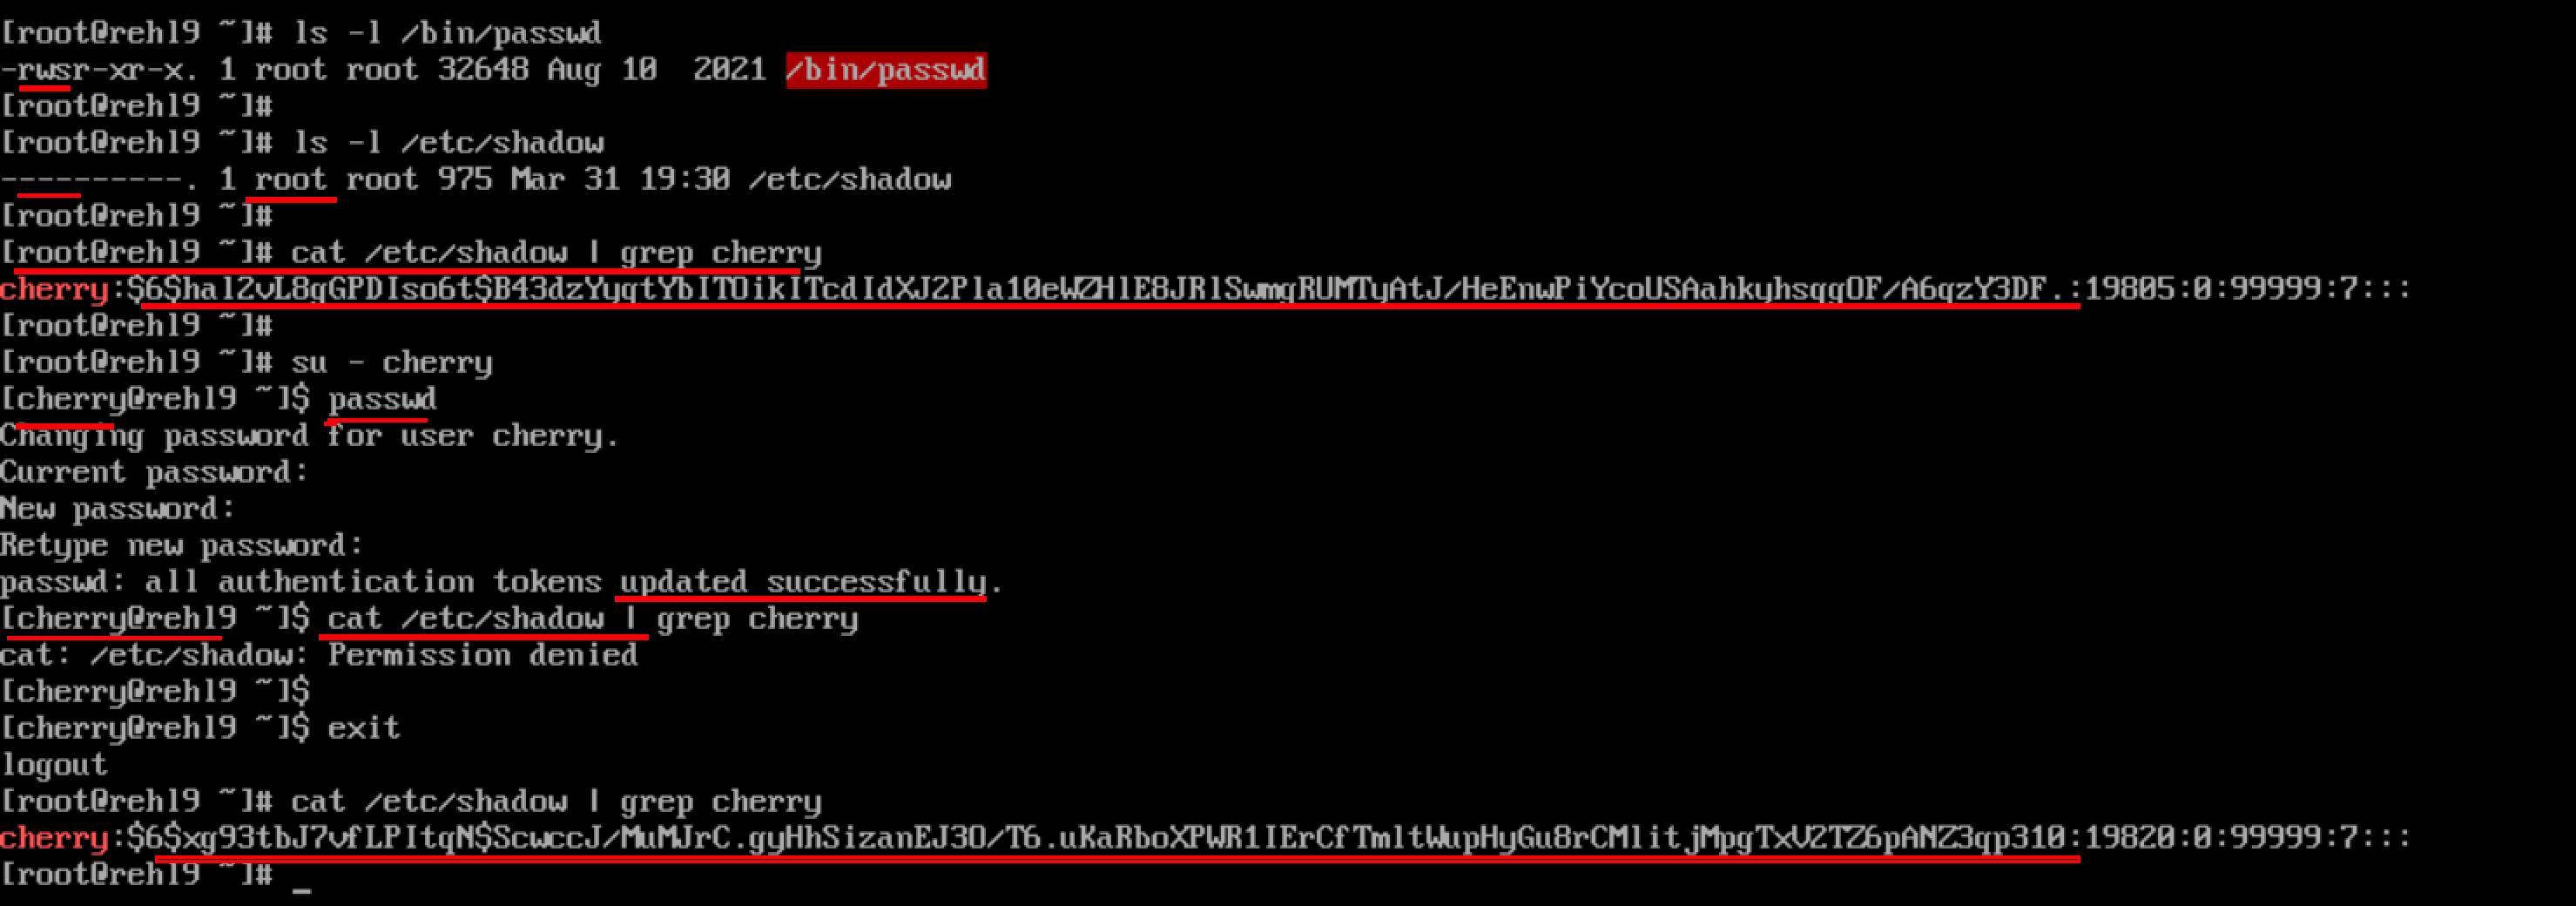 [root@rehl9 ~]# ls -l /bin/passwd
-rwsr-xr-x. 1 root root 32648 Aug 10  2021 /bin/passwd
[root@rehl9 ~]#
[root@rehl9 ~]# ls -l /etc/shadow
----------. 1 root root 975 Mar 31 19:30 /etc/shadow
[root@rehl9 ~]#
[root@rehl9 ~]# cat /etc/shadow | grep cherry
cherry:$6$hal2vL8gGPDIso6t$B43dzYyqtYbITOikITcdIdXJ2Pla10eWZHlE8JRlSwmgRUMTyAtJ/HeEnwPiYcoUSAahkyhsqgOF/A6qzY3DF.:19805:0:99999:7:::
[root@rehl9 ~]#
[root@rehl9 ~]# su - cherry
[cherry@rehl9 ~]$ passwd
Changing password for user cherry.
Current password:
New password:
Retype new password:
passwd: all authentication tokens updated successfully.
[cherry@rehl9 ~]$ cat /etc/shadow | grep cherry
cat: /etc/shadow: Permission denied
[cherry@rehl9 ~]$
[cherry@rehl9 ~]$ exit
logout
[root@rehl9 ~]# cat /etc/shadow | grep cherry
cherry:$6$xg93tbJ7vfLPItqN$ScwccJ/MuMJrC.gyHhSizanEJ3O/T6.uKaRboXPWR1IErCfTmltWupHyGu8rCMlitjMpgTxV2TZ6pANZ3qp310:19820:0:99999:7:::
[root@rehl9 ~]# _